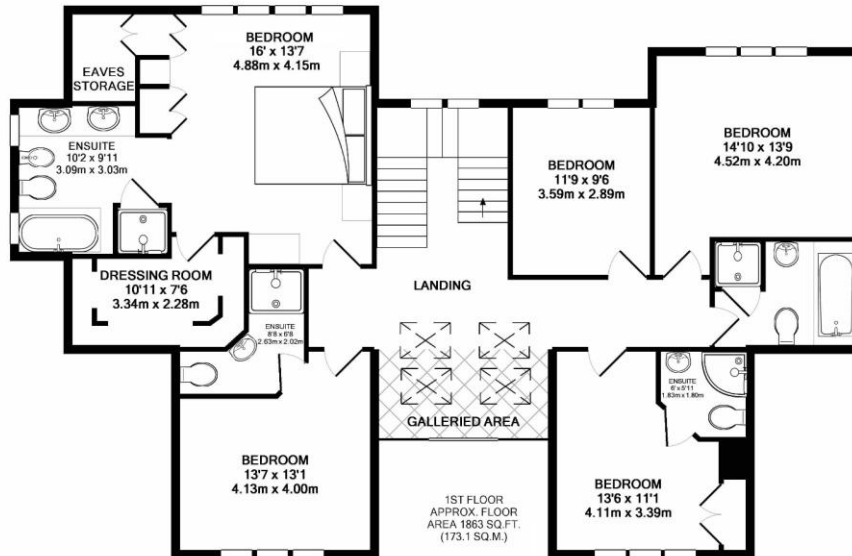 BEDROOM
16' x 13'7
4.88m x 4.15m
EAVES
STORAGE
ENSUITE
10'2 x 9'11
3.09m x 3.03m
BEDROOM
11'9 x 9'6
3.59m x 2.89m
BEDROOM
14'10 x 13'9
4.52m x 4.20m
DRESSING ROOM
10'11 x 7'6
3.34m x 2.28m
LANDING
ENSUITE
8'8 x 6'8
2.63m x 2.02m
ENSUITE
6' x 5'11
1.83m x 1.80m
GALLERIED AREA
BEDROOM
13'7 x 13'1
4.13m x 4.00m
BEDROOM
13'6 x 11'1
4.11m x 3.39m
1ST FLOOR
APPROX. FLOOR
AREA 1863 SQ.FT.
(173.1 SQ.M.)